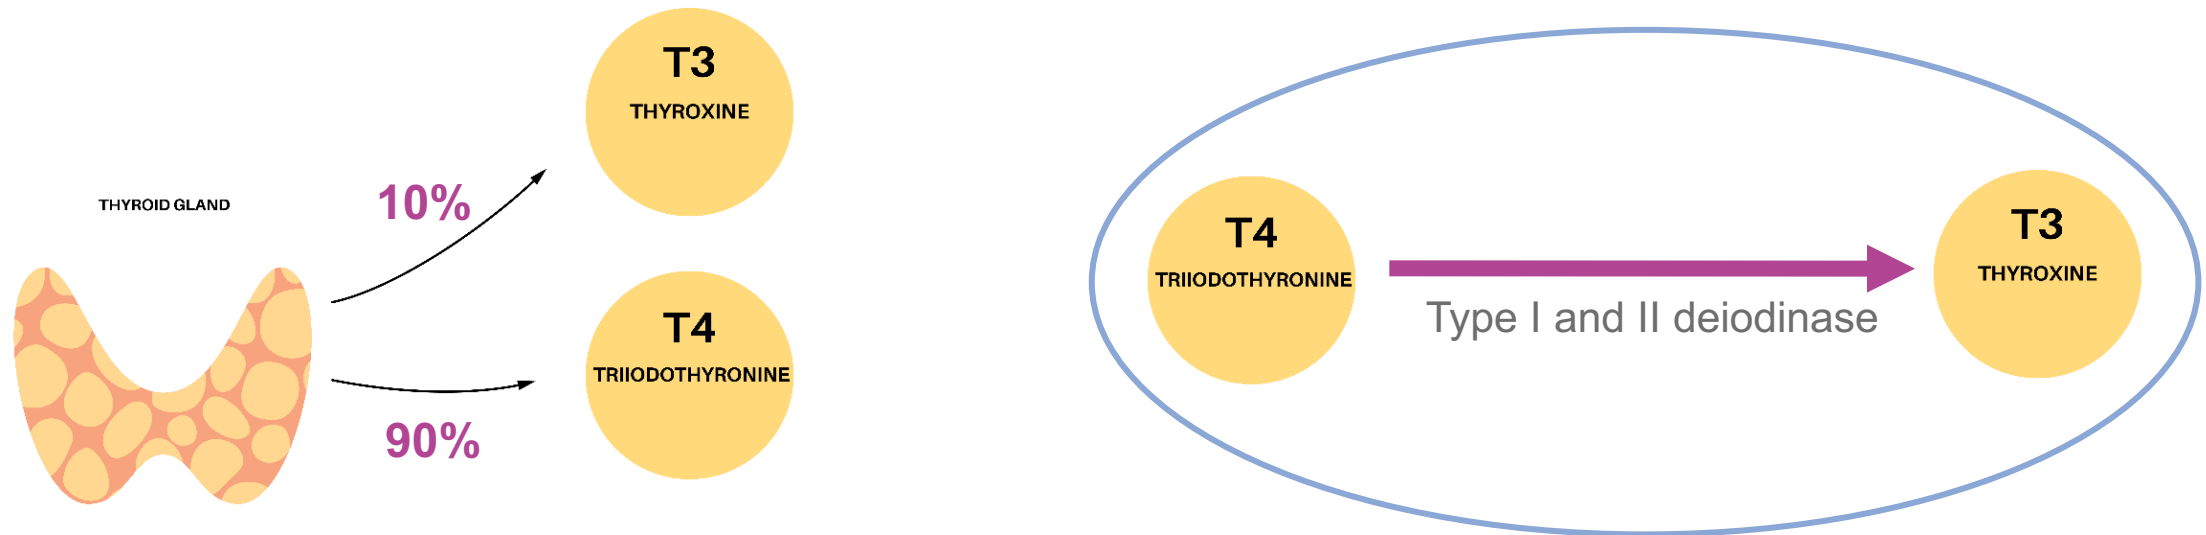 THYROID GLAND
10%
90%
T3
THYROXINE
T4
TRIIODOTHYRONINE
T4
TRIIODOTHYRONINE
Type I and II deiodinase
T3
THYROXINE